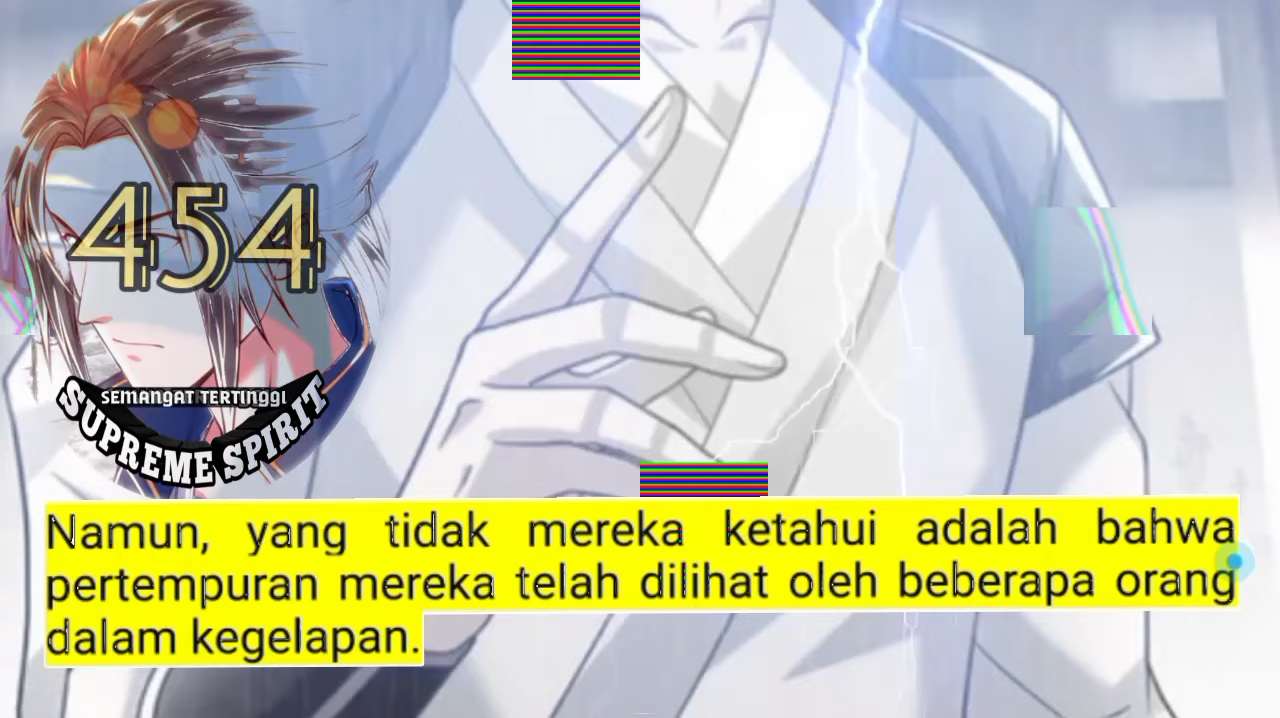 454
SEMANGAT TERTINGGI
SUPREME SPIRIT
Namun, yang tidak mereka ketahui adalah bahwa
pertempuran mereka telah dilihat oleh beberapa orang
dalam kegelapan.